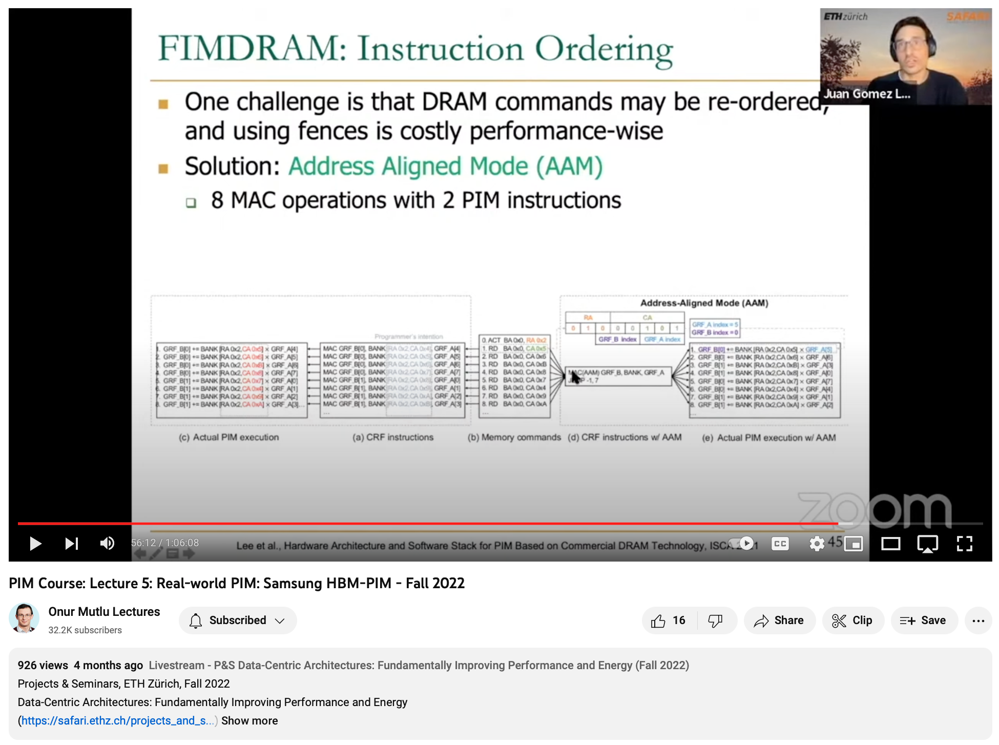 FIMDRAM: Instruction Ordering
ETH zürich
SAFARI
Juan Gomez L...
One challenge is that DRAM commands may be re-ordered,
and using fences is costly performance-wise
Solution: Address Aligned Mode (AAM)
8 MAC operations with 2 PIM instructions
Address-Aligned Mode (AAM)
RA CA
0 1 0 0 0 1 0 1
GRF_B index GRF_A index
GRF_A index = 5
GRF_B index = 0
1. GRF_B[0] += BANK [RA 0x2,CA 0x5] × GRF_A[4]
2. GRF_B[0] += BANK [RA 0x2,CA 0x6] × GRF_A[5]
3. GRF_B[0] += BANK [RA 0x2,CA 0xB] × GRF_A[6]
4. GRF_B[0] += BANK [RA 0x2,CA 0x8] × GRF_A[7]
5. GRF_B[1] += BANK [RA 0x2,CA 0x7] × GRF_A[0]
6. GRF_B[1] += BANK [RA 0x2,CA 0x4] × GRF_A[1]
7. GRF_B[1] += BANK [RA 0x2,CA 0x9] × GRF_A[2]
8. GRF_B[1] += BANK [RA 0x2,CA 0xA] × GRF_A[3]...
(c) Actual PIM execution
Programmer's intention
MAC GRF_B[0], BANK[RA 0x2,CA 0x4], GRF_A[4]
MAC GRF_B[0], BANK[RA 0x2,CA 0x5], GRF_A[5]
MAC GRF_B[0], BANK[RA 0x2,CA 0x6], GRF_A[6]
MAC GRF_B[0], BANK[RA 0x2,CA 0x7], GRF_A[7]
MAC GRF_B[1], BANK[RA 0x2,CA 0x8], GRF_A[0]
MAC GRF_B[1], BANK[RA 0x2,CA 0x9], GRF_A[1]
MAC GRF_B[1], BANK[RA 0x2,CA 0xA], GRF_A[2]
MAC GRF_B[1], BANK[RA 0x2,CA 0xB], GRF_A[3]
...
(a) CRF instructions
0. ACT BA 0x0, RA 0x2
1. RD BA 0x0, CA 0x5
2. RD BA 0x0, CA 0x6
3. RD BA 0x0, CA 0xB
4. RD BA 0x0, CA 0x8
5. RD BA 0x0, CA 0x7
6. RD BA 0x0, CA 0x4
7. RD BA 0x0, CA 0x9
8. RD BA 0x0, CA 0xA
...
(b) Memory commands
(AAM) GRF_B, BANK, GRF_A
-1, 7
(d) CRF instructions w/ AAM
1. GRF_B[0] += BANK [RA 0x2,CA 0x5] × GRF_A[5]
2. GRF_B[0] += BANK [RA 0x2,CA 0x6] × GRF_A[6]
3. GRF_B[1] += BANK [RA 0x2,CA 0xB] × GRF_A[3]
4. GRF_B[1] += BANK [RA 0x2,CA 0x8] × GRF_A[0]
5. GRF_B[0] += BANK [RA 0x2,CA 0x7] × GRF_A[7]
6. GRF_B[0] += BANK [RA 0x2,CA 0x4] × GRF_A[4]
7. GRF_B[1] += BANK [RA 0x2,CA 0x9] × GRF_A[1]
8. GRF_B[1] += BANK [RA 0x2,CA 0xA] × GRF_A[2]
...
(e) Actual PIM execution w/ AAM
zoom
56:12 / 1:06:08
Lee et al., Hardware Architecture and Software Stack for PIM Based on Commercial DRAM Technology,
CC
45
PIM Course: Lecture 5: Real-world PIM: Samsung HBM-PIM - Fall 2022
Onur Mutlu Lectures
32.2K subscribers
Subscribed
16
Share
Clip
Save
926 views 4 months ago Livestream - P&S Data-Centric Architectures: Fundamentally Improving Performance and Energy (Fall 2022)
Projects & Seminars, ETH Zürich, Fall 2022
Data-Centric Architectures: Fundamentally Improving Performance and Energy
(https://safari.ethz.ch/projects_and_s...) Show more